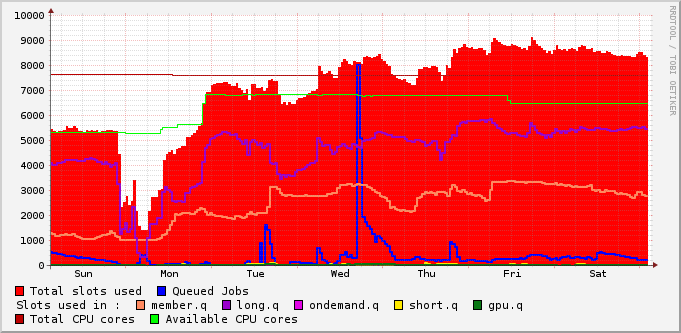 10000
9000
8000
7000
6000
5000
4000
3000
2000
1000
0
Sun Mon Tue Wed Thu Fri Sat
RRDTOOL / TOBI OETIKER
Total slots used Queued Jobs
Slots used in : member.q long.q ondemand.q short.q gpu.q
Total CPU cores Available CPU cores